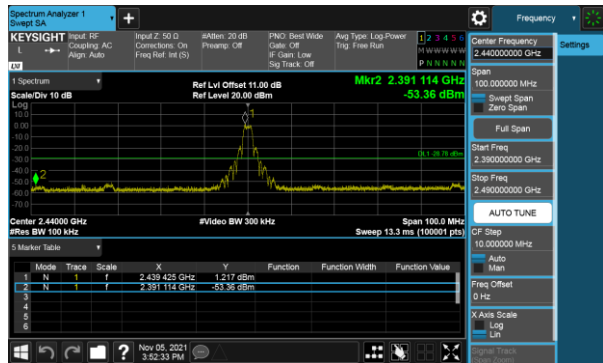 Spectrum Analyzer 1
Swept SA
+
Frequency
KEYSIGHT
Input: RF
Coupling: AC
Align: Auto
Input Z: 50 Ω
Corrections: On
Freq Ref: Int (S)
#Atten: 20 dB
Preamp: Off
PNO: Best Wide
Gate: Off
IF Gain: Low
Sig Track: Off
Avg Type: Log-Power
Trig: Free Run
1 2 3 4 5 6
M W W W W W
P N N N N N
L
LXI
1 Spectrum
Scale/Div 10 dB
Ref Lvl Offset 11.00 dB
Ref Level 20.00 dBm
Mkr2 2.391 114 GHz
-53.36 dBm
Log
10.0
0.00
-10.0
-20.0
-30.0
-40.0
-50.0
-60.0
-70.0
1
2
DL1 -28.78 dBm
Center 2.44000 GHz
#Res BW 100 kHz
#Video BW 300 kHz
Span 100.0 MHz
Sweep 13.3 ms (100001 pts)
5 Marker Table
Mode Trace Scale X Y Function Function Width Function Value
1 N 1 f 2.439 425 GHz 1.217 dBm
2 N 1 f 2.391 114 GHz -53.36 dBm
3
4
5
6
Nov 05, 2021
3:52:33 PM
?
Center Frequency
2.440000000 GHz
Settings
Span
100.000000 MHz
Swept Span
Zero Span
Full Span
Start Freq
2.390000000 GHz
Stop Freq
2.490000000 GHz
AUTO TUNE
CF Step
10.000000 MHz
Auto
Man
Freq Offset
0 Hz
X Axis Scale
Log
Lin
Signal Track
(Span Zoom)